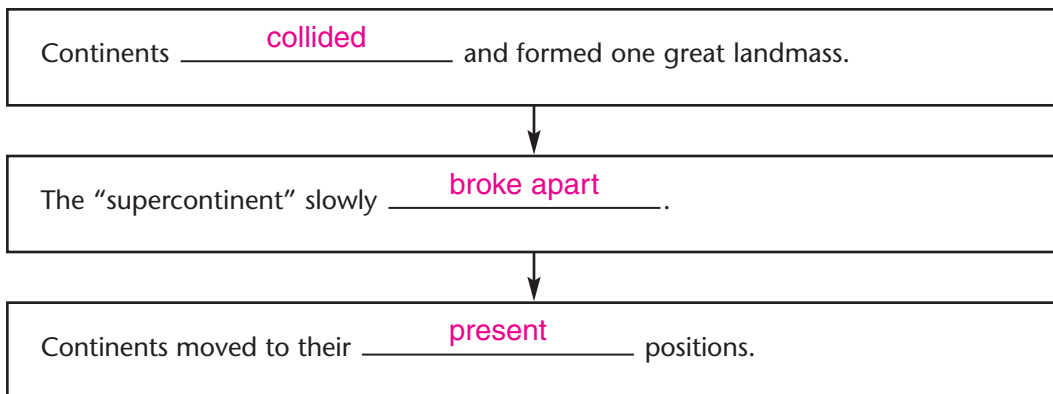 Continents collided and formed one great landmass.
The “supercontinent” slowly broke apart.
Continents moved to their present positions.